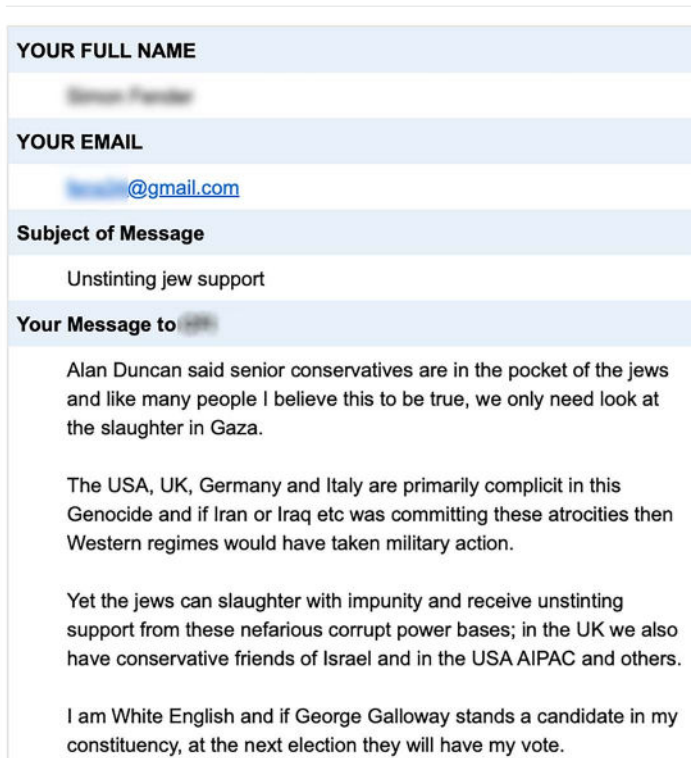 YOUR FULL NAME
YOUR EMAIL
@gmail.com
Subject of Message
Unstinting jew support
Your Message to
Alan Duncan said senior conservatives are in the pocket of the jews
and like many people I believe this to be true, we only need look at
the slaughter in Gaza.
The USA, UK, Germany and Italy are primarily complicit in this
Genocide and if Iran or Iraq etc was committing these atrocities then
Western regimes would have taken military action.
Yet the jews can slaughter with impunity and receive unstinting
support from these nefarious corrupt power bases; in the UK we also
have conservative friends of Israel and in the USA AIPAC and others.
I am White English and if George Galloway stands a candidate in my
constituency, at the next election they will have my vote.